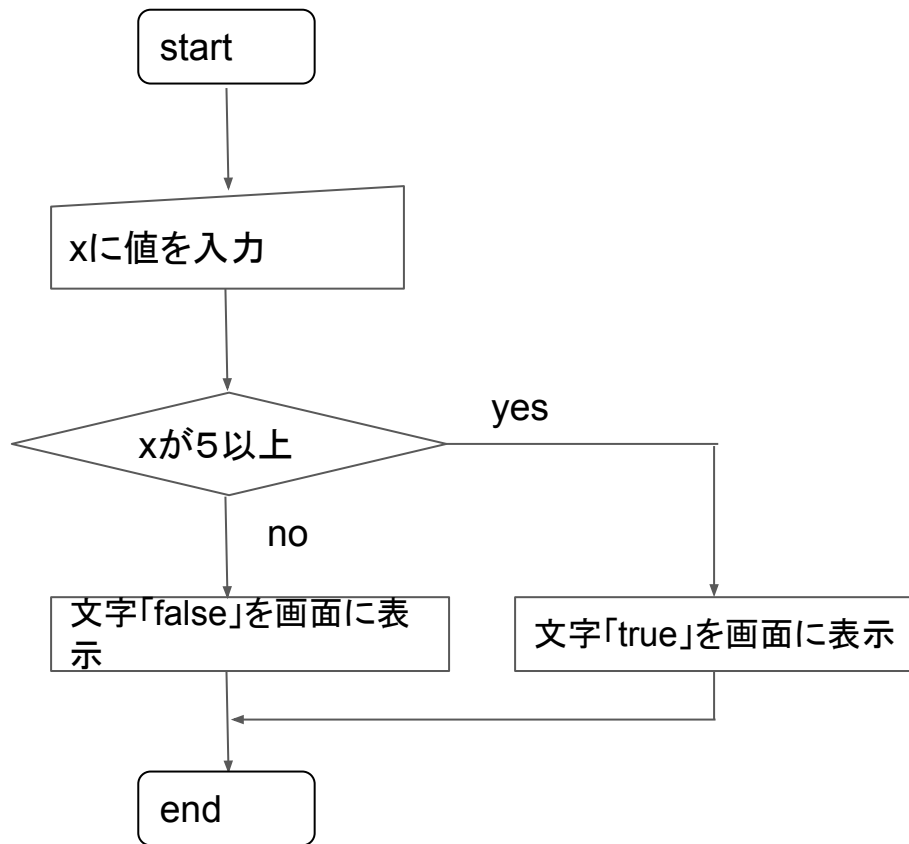 start
xに値を入力
xが５以上
yes
no
文字「false」を画面に表
示
文字「true」を画面に表示
end